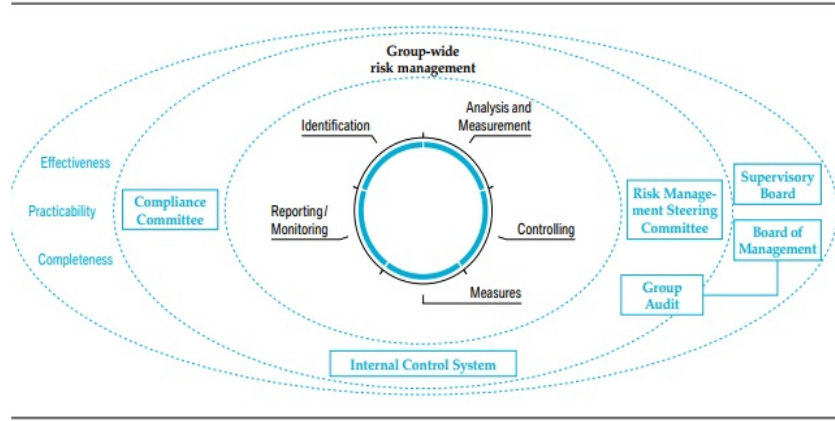 Group-wide
risk management
Identification
Analysis and
Measurement
Effectiveness
Practicability
Completeness
Compliance
Committee
Reporting/
Monitoring
Controlling
Measures
Risk Manage-
ment Steering
Committee
Supervisory
Board
Board of
Management
Group
Audit
Internal Control System